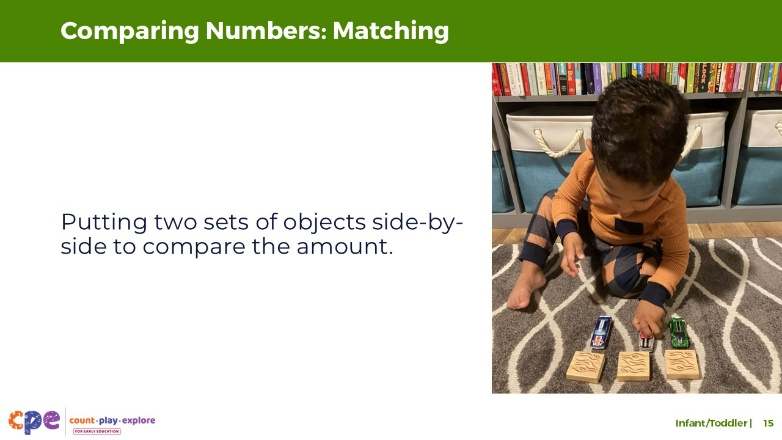 Comparing Numbers: Matching
Putting two sets of objects side-by-
side to compare the amount.
cpe
count·play·explore
FOR EARLY EDUCATION
Infant/Toddler | 15